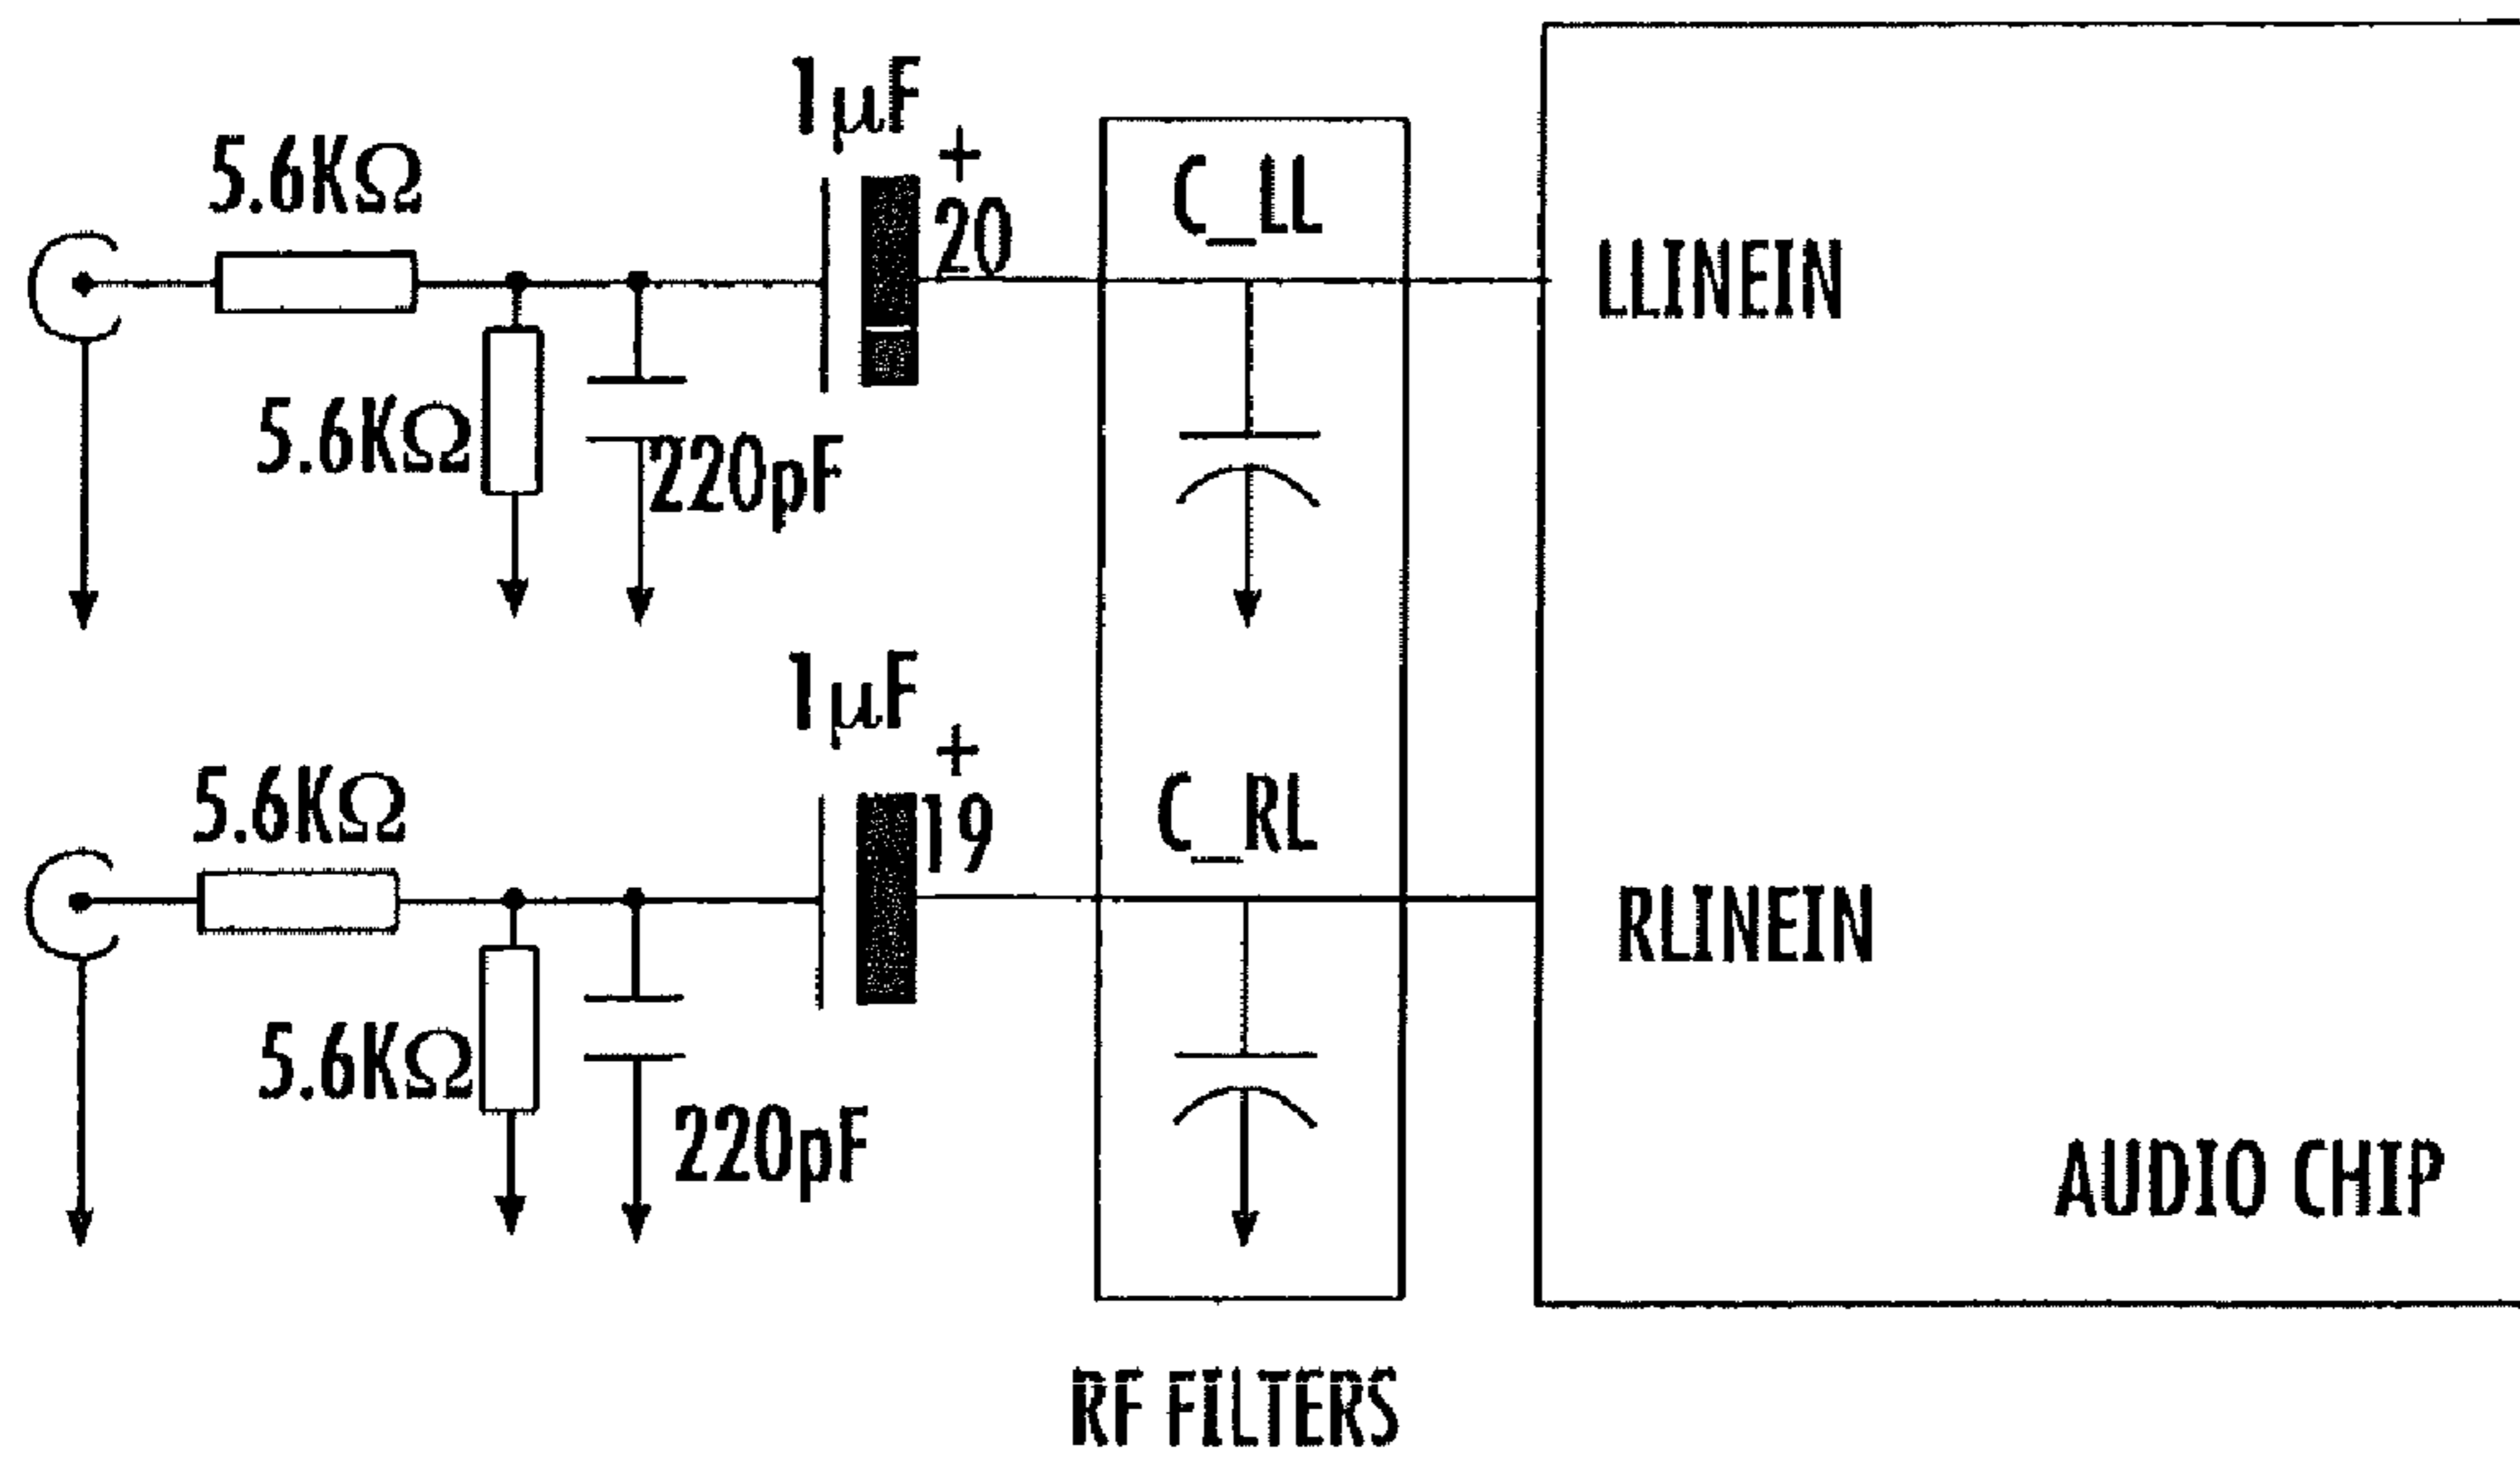 1µF
+
5.6KΩ
20
C_LL
LLINEIN
5.6KΩ
220pF
1µF
+
5.6KΩ
19
C_RL
RLINEIN
5.6KΩ
220pF
AUDIO CHIP
RF FILTERS